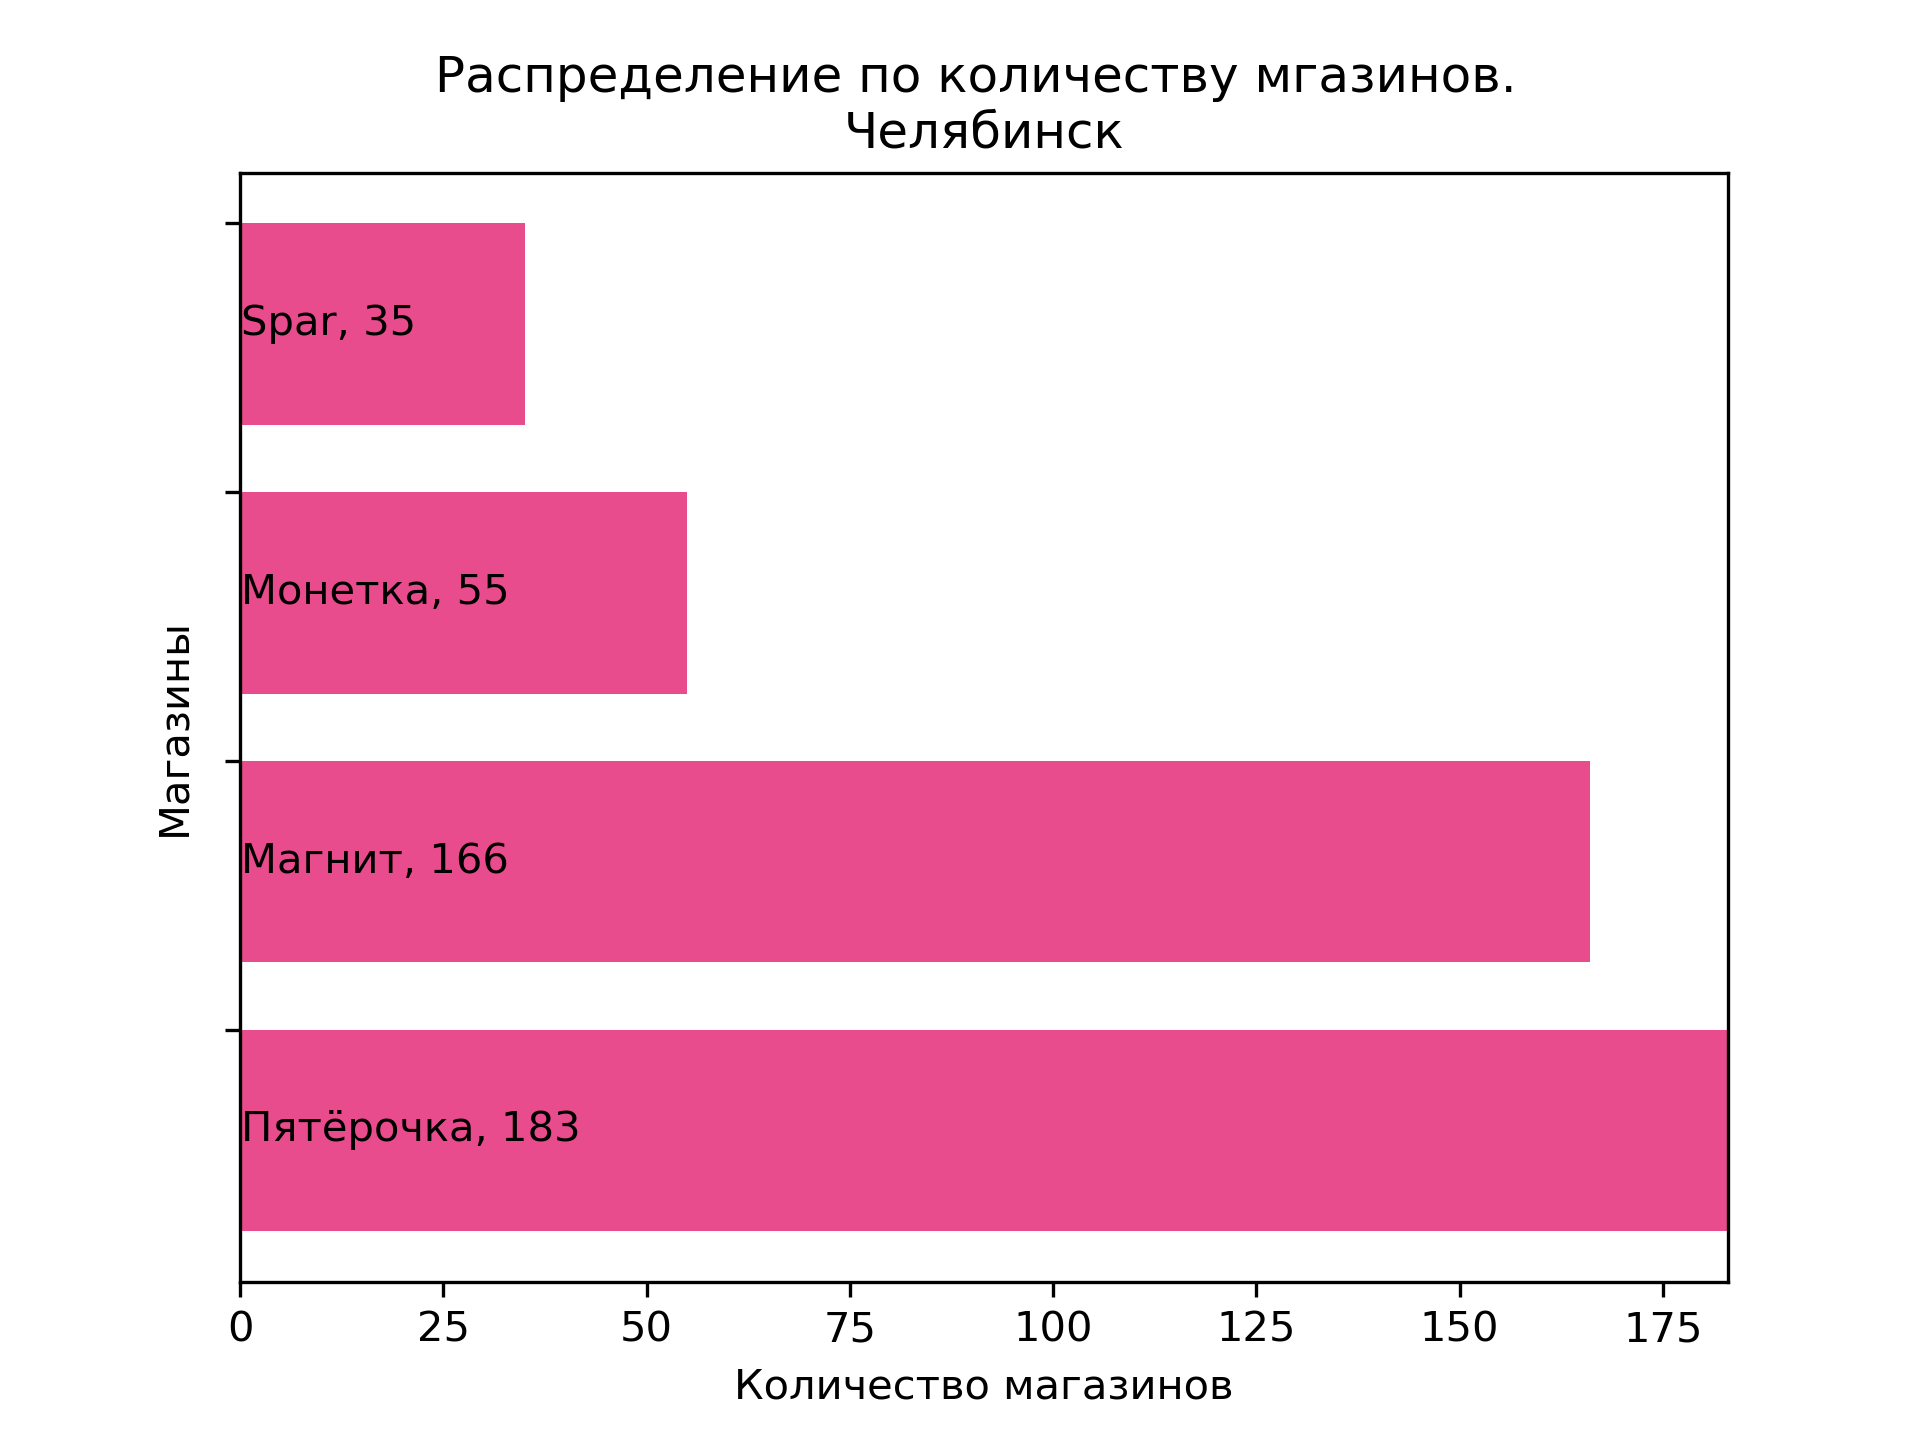 Распределение по количеству мгазинов.
Челябинск
Spar, 35
Монетка, 55
Магнит, 166
Пятёрочка, 183
Магазины
0 25 50 75 100 125 150 175
Количество магазинов